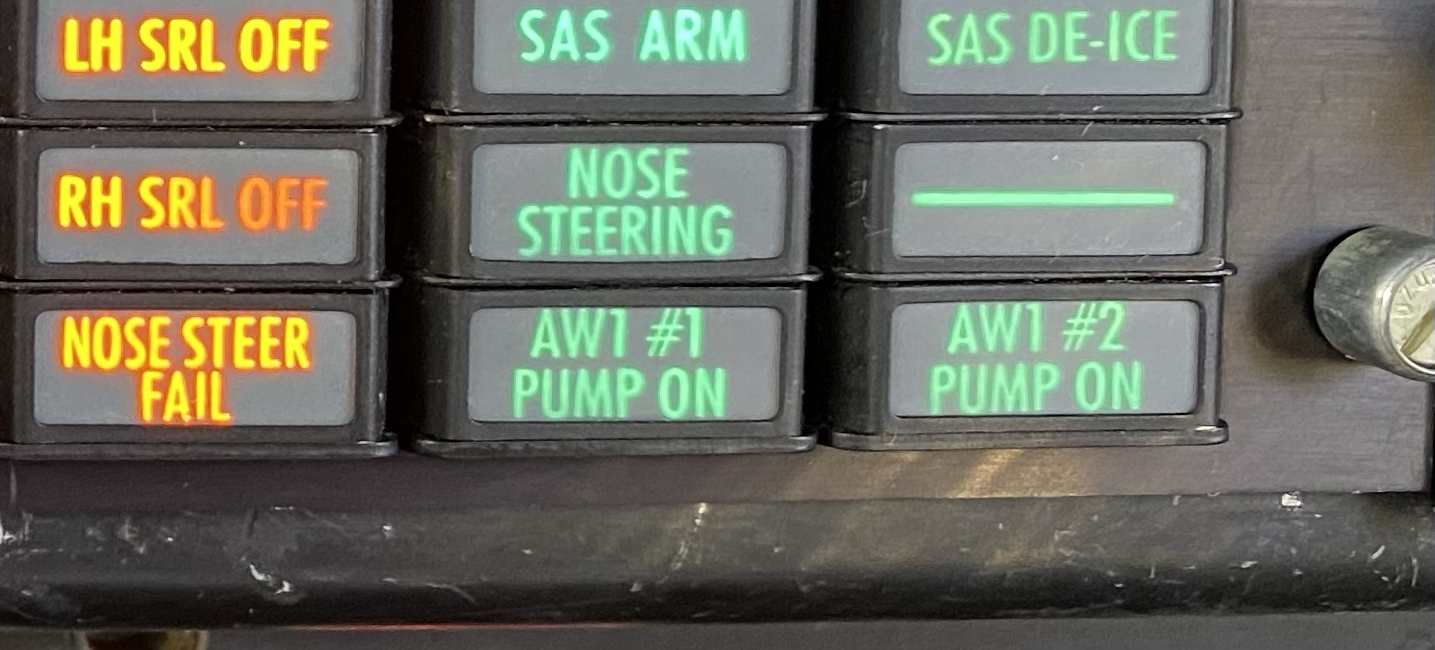 LH SRL OFF
SAS ARM
SAS DE-ICE
RH SRL OFF
NOSE
STEERING
NOSE STEER
FAIL
AW1 #1
PUMP ON
AW1 #2
PUMP ON